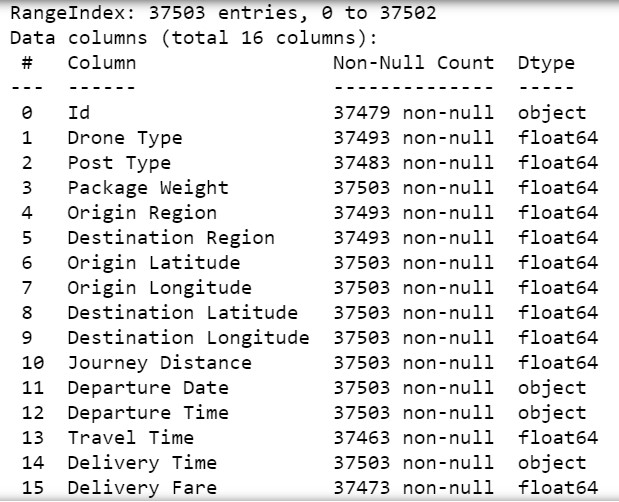 RangeIndex: 37503 entries, 0 to 37502
Data columns (total 16 columns):
 #   Column                 Non-Null Count  Dtype
---  ------                 --------------  -----
 0   Id                     37479 non-null  object
 1   Drone Type             37493 non-null  float64
 2   Post Type              37483 non-null  float64
 3   Package Weight         37503 non-null  float64
 4   Origin Region          37493 non-null  float64
 5   Destination Region     37493 non-null  float64
 6   Origin Latitude        37503 non-null  float64
 7   Origin Longitude       37503 non-null  float64
 8   Destination Latitude   37503 non-null  float64
 9   Destination Longitude  37503 non-null  float64
 10  Journey Distance       37503 non-null  float64
 11  Departure Date         37503 non-null  object
 12  Departure Time         37503 non-null  object
 13  Travel Time            37463 non-null  float64
 14  Delivery Time          37503 non-null  object
 15  Delivery Fare          37473 non-null  float64